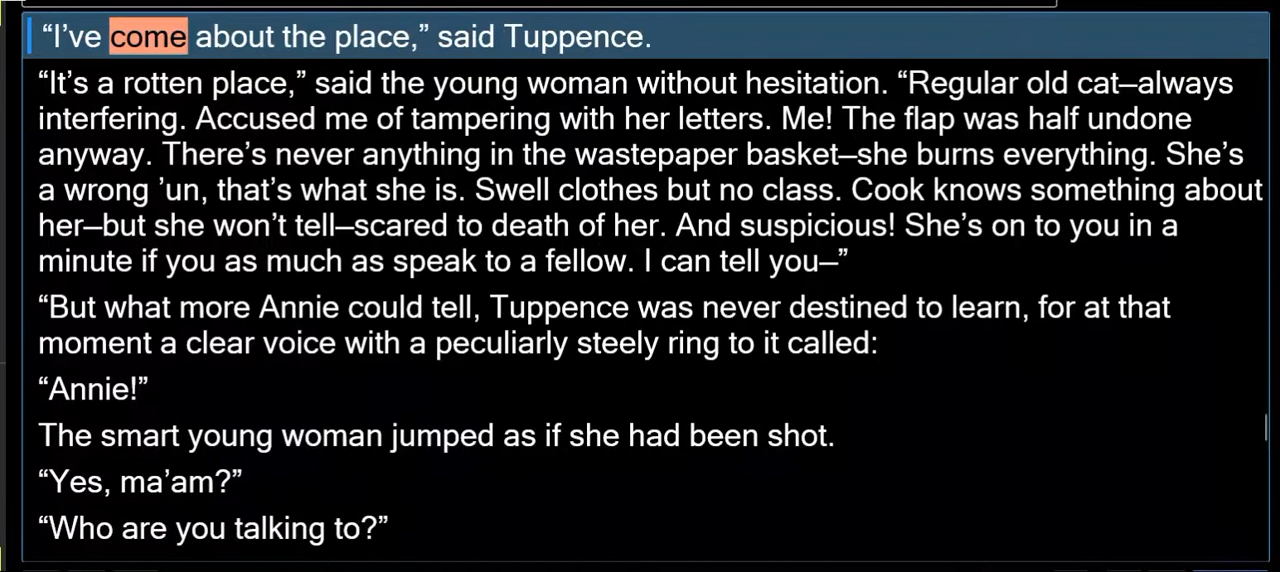 “I’ve come about the place,” said Tuppence.
“It’s a rotten place,” said the young woman without hesitation. “Regular old cat—always
interfering. Accused me of tampering with her letters. Me! The flap was half undone
anyway. There’s never anything in the wastepaper basket—she burns everything. She’s
a wrong ’un, that’s what she is. Swell clothes but no class. Cook knows something about
her—but she won’t tell—scared to death of her. And suspicious! She’s on to you in a
minute if you as much as speak to a fellow. I can tell you—”
“But what more Annie could tell, Tuppence was never destined to learn, for at that
moment a clear voice with a peculiarly steely ring to it called:
“Annie!”
The smart young woman jumped as if she had been shot.
“Yes, ma’am?”
“Who are you talking to?”